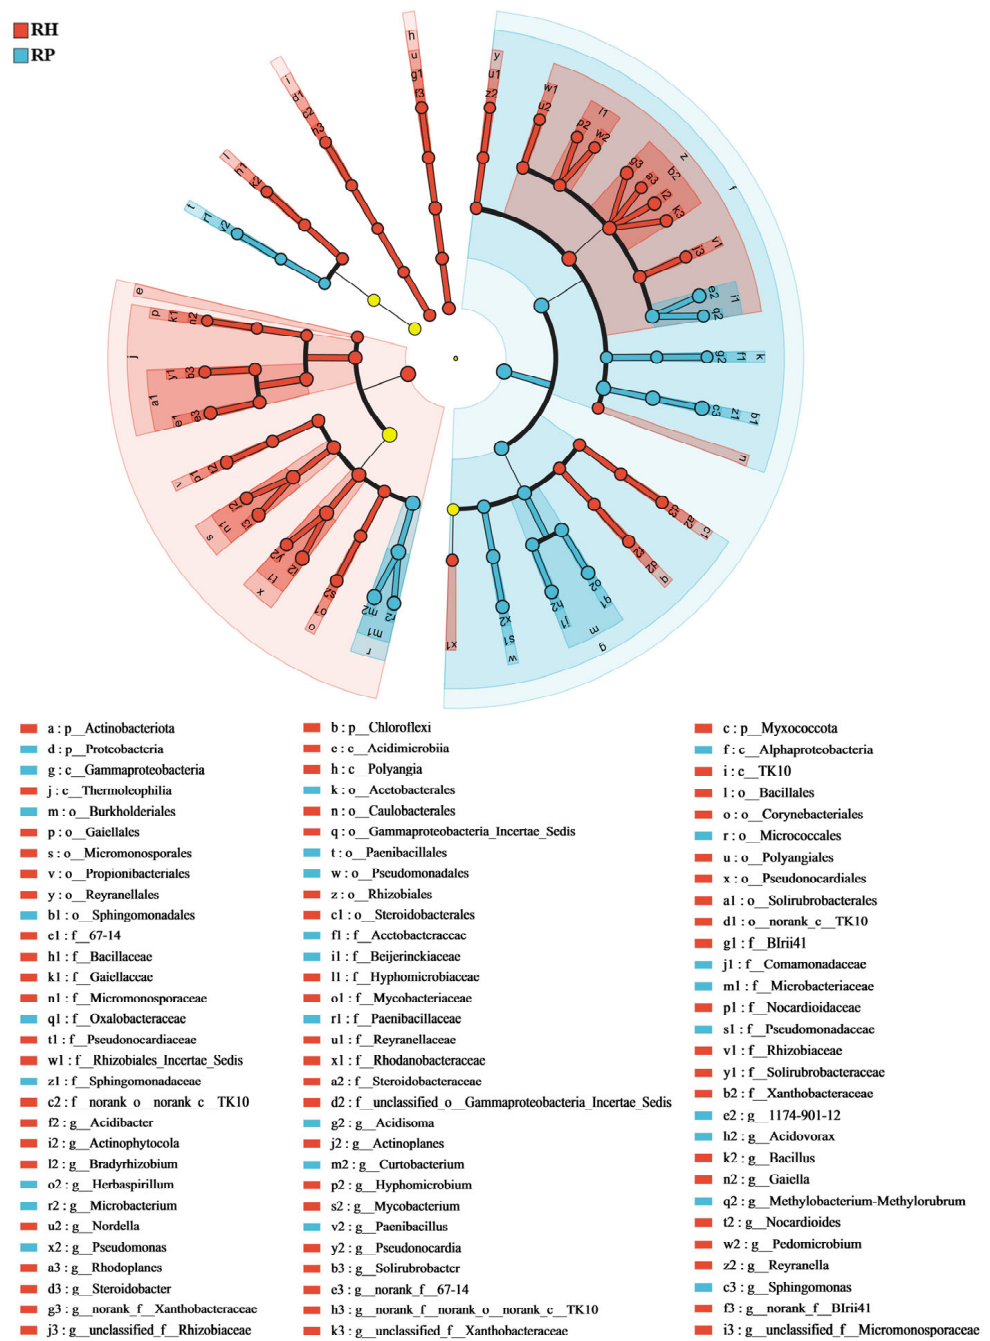 RH
RP
a : p__Actinobacteriota
b : p__Chloroflexi
c : p__Myxococcota
d : p__Proteobacteria
e : c__Acidimicrobiia
f : c__Alphaproteobacteria
g : c__Gammaproteobacteria
h : c__Polyangia
i : c__TK10
j : c__Thermoleophilia
k : o__Acetobacterales
l : o__Bacillales
m : o__Burkholderiales
n : o__Caulobacterales
o : o__Corynebacteriales
p : o__Gaiellales
q : o__Gammaproteobacteria_Incertae_Sedis
r : o__Micrococcales
s : o__Micromonosporales
t : o__Paenibacillales
u : o__Polyangiales
v : o__Propionibacteriales
w : o__Pseudomonadales
x : o__Pseudonocardiales
y : o__Reyranellales
z : o__Rhizobiales
a1 : o__Solirubrobacterales
b1 : o__Sphingomonadales
c1 : o__Steroidobacterales
d1 : o__norank_c__TK10
e1 : f__67-14
f1 : f__Acetobacteraceae
g1 : f__BIrii41
h1 : f__Bacillaceae
i1 : f__Beijerinckiaceae
j1 : f__Comamonadaceae
k1 : f__Gaiellaceae
l1 : f__Hyphomicrobiaceae
m1 : f__Microbacteriaceae
n1 : f__Micromonosporaceae
o1 : f__Mycobacteriaceae
p1 : f__Nocardioidaceae
q1 : f__Oxalobacteraceae
r1 : f__Paenibacillaceae
s1 : f__Pseudomonadaceae
t1 : f__Pseudonocardiaceae
u1 : f__Reyranellaceae
v1 : f__Rhizobiaceae
w1 : f__Rhizobiales_Incertae_Sedis
x1 : f__Rhodanobacteraceae
y1 : f__Solirubrobacteraceae
z1 : f__Sphingomonadaceae
a2 : f__Steroidobacteraceae
b2 : f__Xanthobacteraceae
c2 : f__norank_o__norank_c__TK10
d2 : f__unclassified_o__Gammaproteobacteria_Incertae_Sedis
e2 : g__1174-901-12
f2 : g__Acidibacter
g2 : g__Acidisoma
h2 : g__Acidovorax
i2 : g__Actinophytocola
j2 : g__Actinoplanes
k2 : g__Bacillus
l2 : g__Bradyrhizobium
m2 : g__Curtobacterium
n2 : g__Gaiella
o2 : g__Herbaspirillum
p2 : g__Hyphomicrobium
q2 : g__Methylobacterium-Methylorubrum
r2 : g__Microbacterium
s2 : g__Mycobacterium
t2 : g__Nocardioides
u2 : g__Nordella
v2 : g__Paenibacillus
w2 : g__Pedomicrobium
x2 : g__Pseudomonas
y2 : g__Pseudonocardia
z2 : g__Reyranella
a3 : g__Rhodoplanes
b3 : g__Solirubrobacter
c3 : g__Sphingomonas
d3 : g__Steroidobacter
e3 : g__norank_f__67-14
f3 : g__norank_f__BIrii41
g3 : g__norank_f__Xanthobacteraceae
h3 : g__norank_f__norank_o__norank_c__TK10
i3 : g__unclassified_f__Micromonosporaceae
j3 : g__unclassified_f__Rhizobiaceae
k3 : g__unclassified_f__Xanthobacteraceae